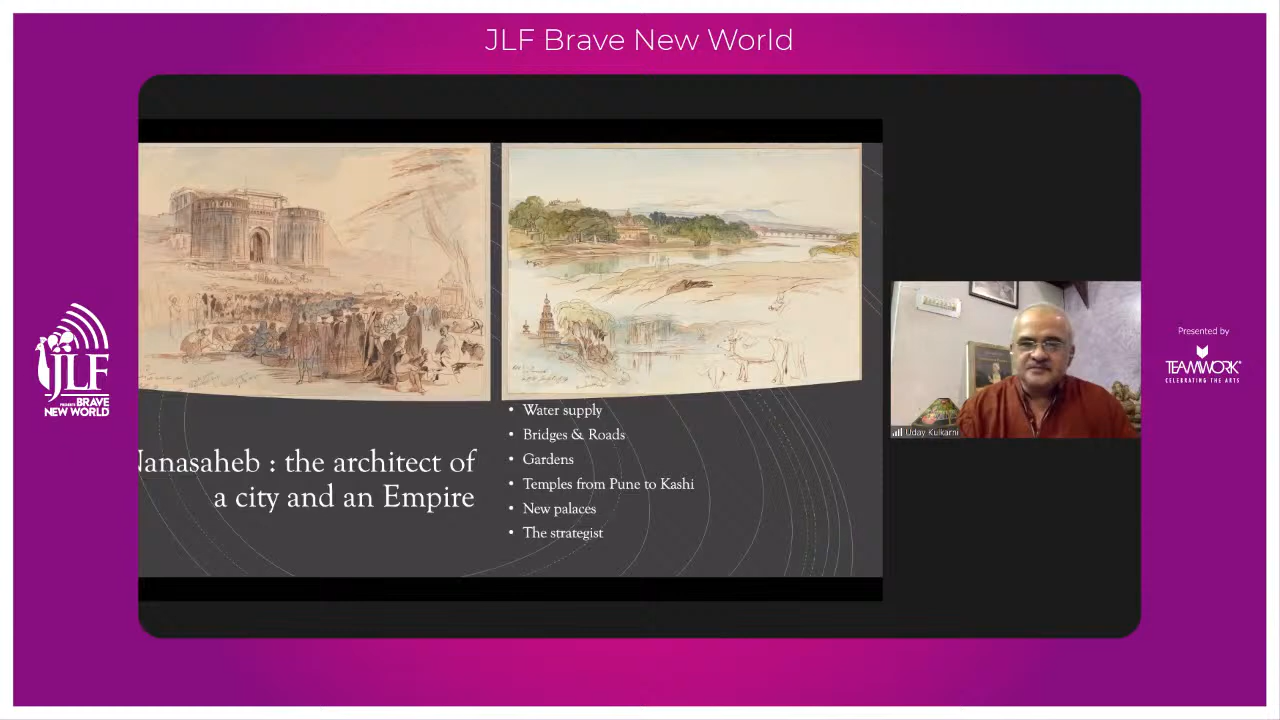 JLF Brave New World
Nanasaheb : the architect of
a city and an Empire
• Water supply
• Bridges & Roads
• Gardens
• Temples from Pune to Kashi
• New palaces
• The strategist
Uday Kulkarni
JLF
PRESENTS BRAVE
NEW WORLD
Presented by
TEAMWORK
CELEBRATING THE ARTS